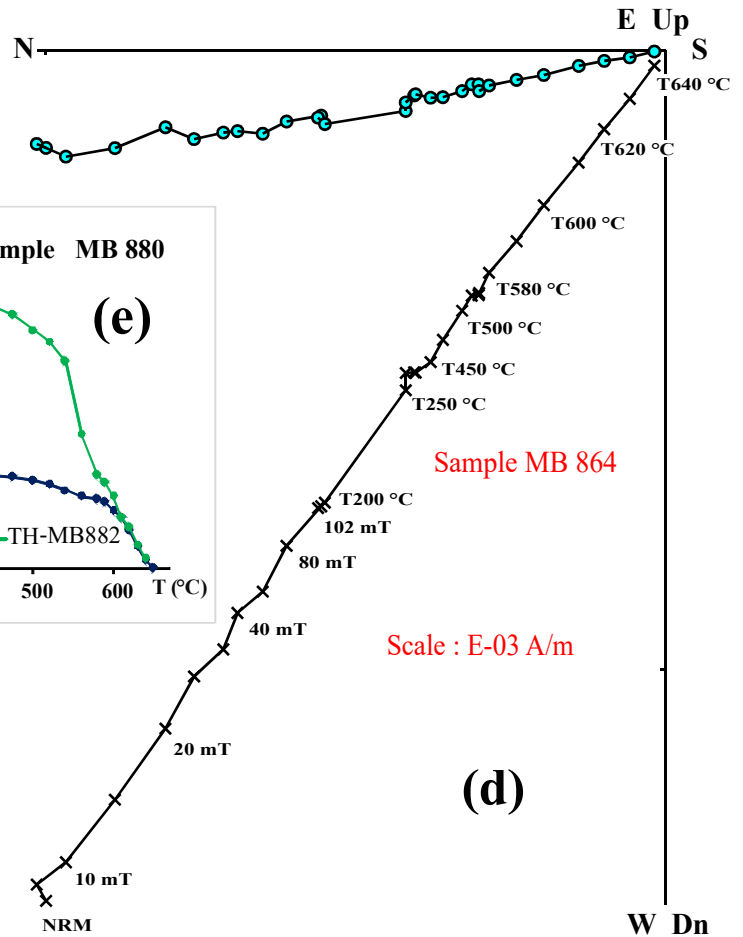 E Up
N
S
T640 °C
T620 °C
T600 °C
mple MB 880
(e)
T580 °C
T500 °C
T450 °C
T250 °C
Sample MB 864
T200 °C
102 mT
TH-MB882
80 mT
500 600 T (°C)
40 mT
Scale : E-03 A/m
20 mT
(d)
10 mT
NRM
W Dn